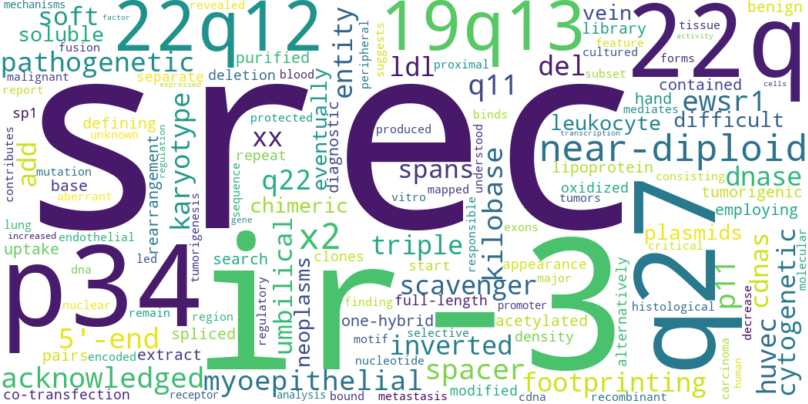 mechanisms
soft
factor
22q12
revealed
19q13
vein
library
tissue
22q
benign
soluble
fusion
peripheral
suggests
feature
activity
pathogenetic
purified
entity
ldl
proximal
del
cultured
forms
malignant
separate
deletion
blood
q11
subset
contained
cells
report
srec
expressed
hand
ewsr1
sp1
defining
eventually
diagnostic
protected
binds
mediates
leukocyte
difficult
contributes
unknown
karyotype
xx
produced
understood
transcription
near-diploid
add
rearrangement
repeat
regulation
mutation
sequence
spans
lipoprotein
consisting
dnase
base
q22
vitro
mapped
kilobase
oxidized
tumorigenic
aberrant
chimeric
gene
responsible
tumors
employing
lung
tumorigenesis
umbilical
x2
exons
q27
plasmids
increased
endothelial
triple
critical
uptake
led
search
clones
start
appearance
alternatively
molecular
p34
dna
ir-3
scavenger
major
p11
cdnas
cytogenetic
nuclear
regulatory
neoplasms
full-length
promoter
histological
decrease
remain
region
finding
one-hybrid
acetylated
5'-end
spliced
motif
selective
density
huvec
pairs
encoded
extract
inverted
nucleotide
spacer
carcinoma
human
acknowledged
myoepithelial
modified
footprinting
co-transfection
receptor
analysis
bound
metastasis
cdna
recombinant